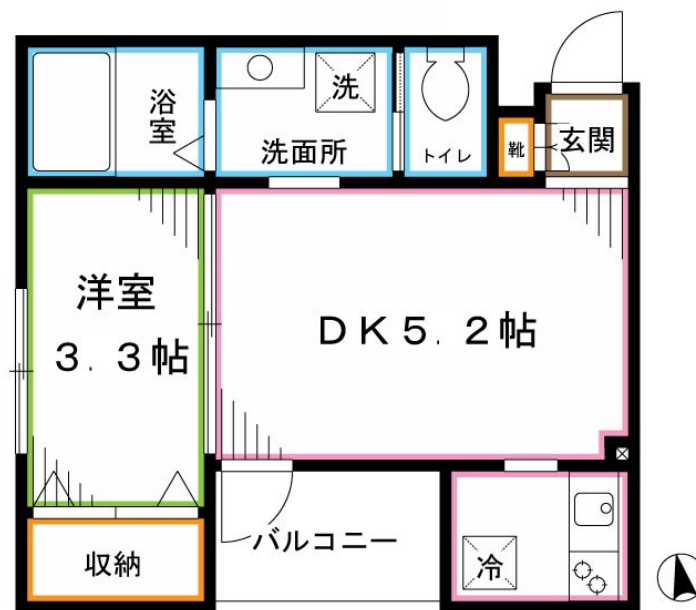 浴室
洗
洗面所
トイレ
靴
玄関
洋室
3.3帖
DK5.2帖
バルコニー
収納
冷